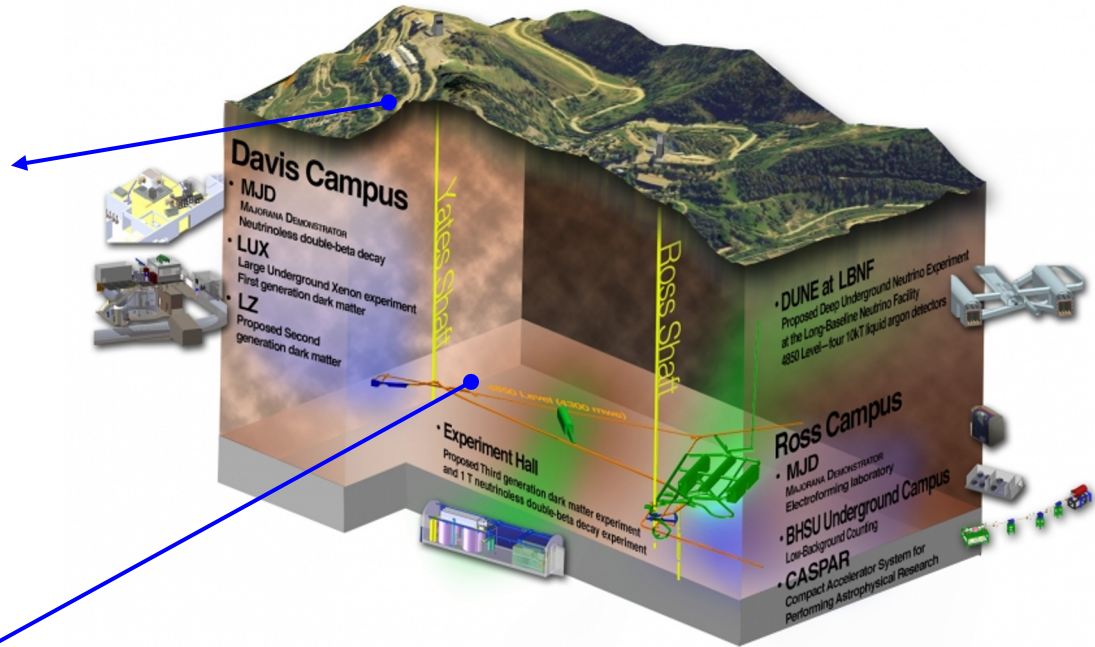 Davis Campus
• MJD
MAJORANA DEMONSTRATOR
Neutrinoless double-beta decay
• LUX
Large Underground Xenon experiment
First generation dark matter
• LZ
Proposed Second
generation dark matter
Yates Shaft
Ross Shaft
4850 Level (4300 mwe)
• Experiment Hall
Proposed Third generation dark matter experiment
and 1 T neutrinoless double-beta decay experiment
• DUNE at LBNF
Proposed Deep Underground Neutrino Experiment
at the Long-Baseline Neutrino Facility
4850 Level—four 10kT liquid argon detectors
Ross Campus
• MJD
MAJORANA DEMONSTRATOR
Electroforming laboratory
• BHSU Underground Campus
Low-Background Counting
• CASPAR
Compact Accelerator System for
Performing Astrophysical Research